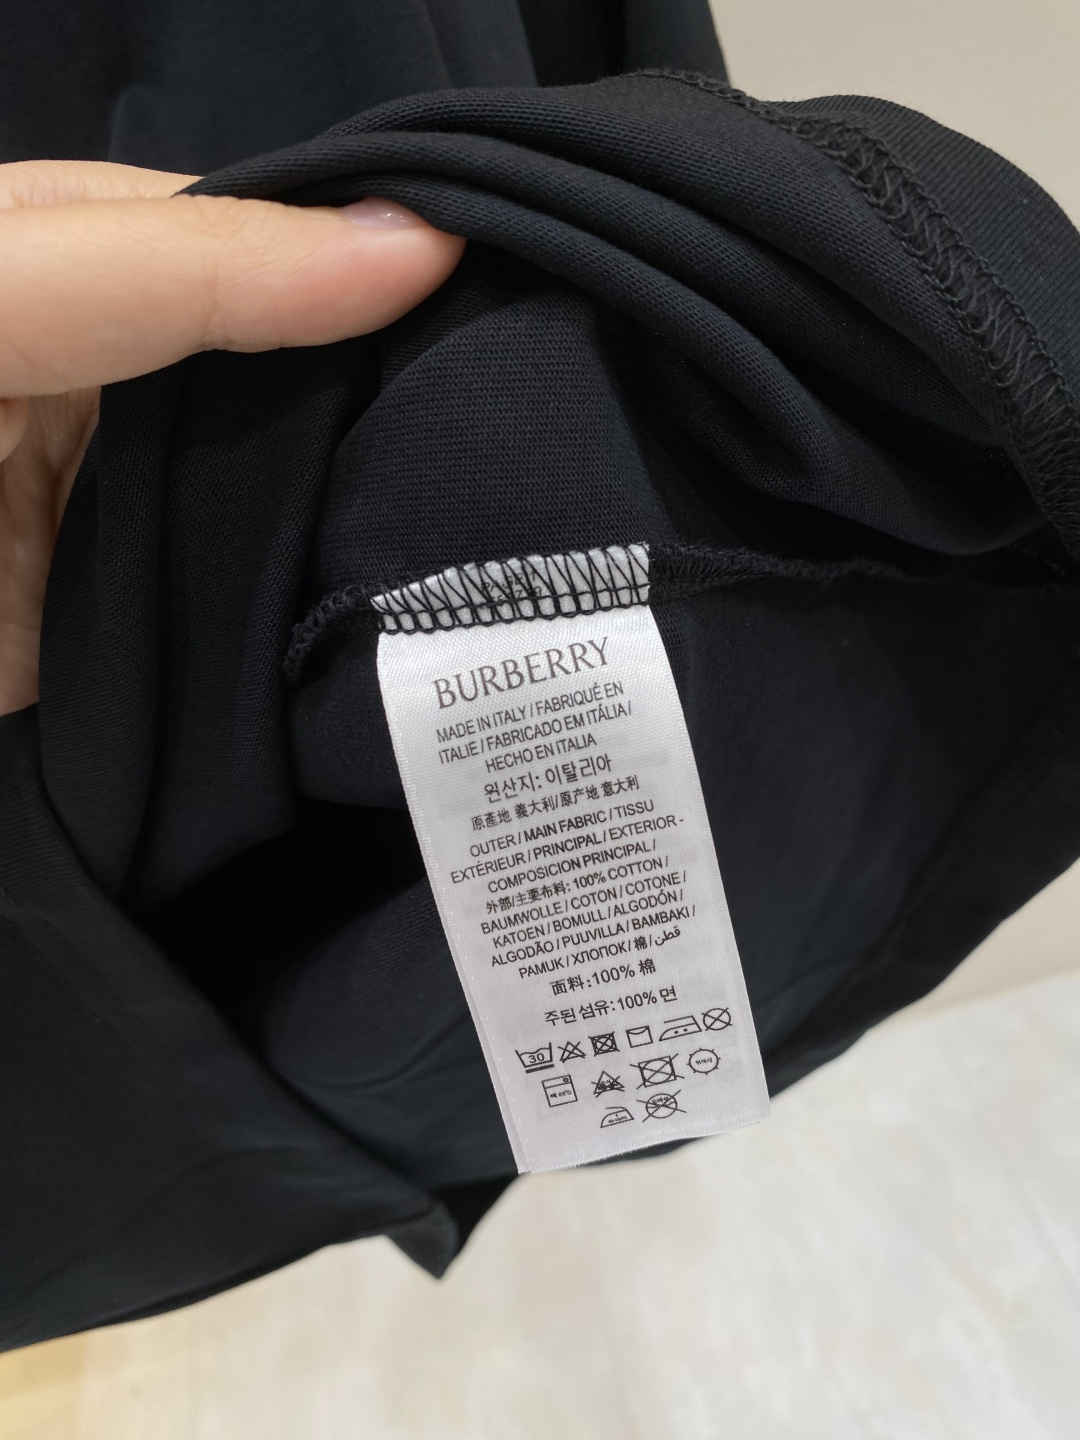 BURBERRY
MADE IN ITALY / FABRIQUÉ EN
ITALIE / FABRICADO EM ITÁLIA /
HECHO EN ITALIA
원산지: 이탈리아
原產地 義大利/原产地 意大利
OUTER / MAIN FABRIC / TISSU
EXTÉRIEUR / PRINCIPAL / EXTERIOR -
COMPOSICION PRINCIPAL /
外部/主要布料: 100% COTTON /
BAUMWOLLE / COTON / COTONE /
KATOEN / BOMULL / ALGODÓN /
ALGODÃO / PUUVILLA / BAMBAKI /
PAMUK / ХЛОПОК / 棉 / قطن
面料: 100% 棉
주된 섬유: 100% 면
30